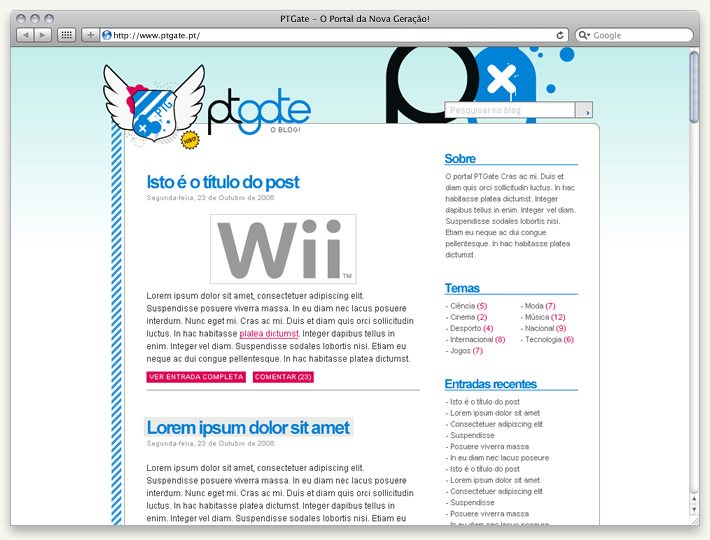 PTGate – O Portal da Nova Geração!
http://www.ptgate.pt/
Google
PTG
ptgate
O BLOG!
Pesquisar no blog
Isto é o título do post
Segunda-feira, 23 de Outubro de 2006
Wii™
Lorem ipsum dolor sit amet, consectetuer adipiscing elit.
Suspendisse posuere viverra massa. In eu diam nec lacus posuere
interdum. Nunc eget mi. Cras ac mi. Duis et diam quis orci sollicitudin
luctus. In hac habitasse platea dictumst. Integer dapibus tellus in
enim. Integer vel diam. Suspendisse sodales lobortis nisi. Etiam eu
neque ac dui congue pellentesque. In hac habitasse platea dictumst.
VER ENTRADA COMPLETA COMENTAR (23)
Lorem ipsum dolor sit amet
Segunda-feira, 23 de Outubro de 2006
Lorem ipsum dolor sit amet, consectetuer adipiscing elit.
Suspendisse posuere viverra massa. In eu diam nec lacus posuere
interdum. Nunc eget mi. Cras ac mi. Duis et diam quis orci sollicitudin
luctus. In hac habitasse platea dictumst. Integer dapibus tellus in
enim. Integer vel diam. Suspendisse sodales lobortis nisi. Etiam eu
Sobre
O portal PTGate Cras ac mi. Duis et
diam quis orci sollicitudin luctus. In hac
habitasse platea dictumst. Integer
dapibus tellus in enim. Integer vel diam.
Suspendisse sodales lobortis nisi.
Etiam eu neque ac dui congue
pellentesque. In hac habitasse platea
dictumst.
Temas
- Ciência (5)
- Cinema (2)
- Desporto (4)
- Internacional (8)
- Jogos (7)
- Moda (7)
- Música (12)
- Nacional (9)
- Tecnologia (6)
Entradas recentes
- Isto é o título do post
- Lorem ipsum dolor sit amet
- Consectetuer adipiscing elit
- Suspendisse
- Posuere viverra massa
- In eu diam nec lacus poseure
- Isto é o título do post
- Lorem ipsum dolor sit amet
- Consectetuer adipiscing elit
- Suspendisse
- Posuere viverra massa
- In eu diam nec lacus poseure